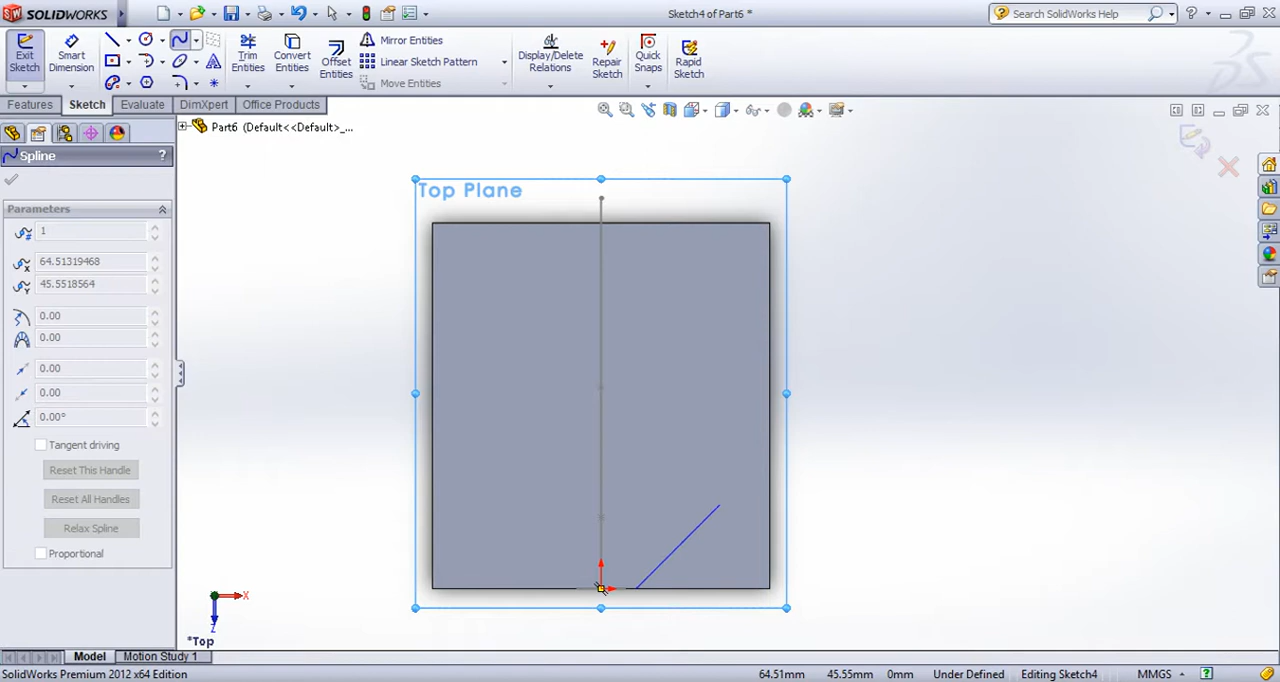 SOLIDWORKS
Sketch4 of Part6 *
Search SolidWorks Help
Exit Sketch
Smart Dimension
Trim Entities
Convert Entities
Offset Entities
Mirror Entities
Linear Sketch Pattern
Move Entities
Display/Delete Relations
Repair Sketch
Quick Snaps
Rapid Sketch
Features Sketch Evaluate DimXpert Office Products
Part6 (Default<<Default>_...
Spline ?
Parameters
1
64.51319468
45.5518564
0.00
0.00
0.00
0.00
0.00°
Tangent driving
Reset This Handle
Reset All Handles
Relax Spline
Proportional
Top Plane
X
Z
*Top
Model Motion Study 1
SolidWorks Premium 2012 x64 Edition
64.51mm 45.55mm 0mm Under Defined Editing Sketch4 MMGS